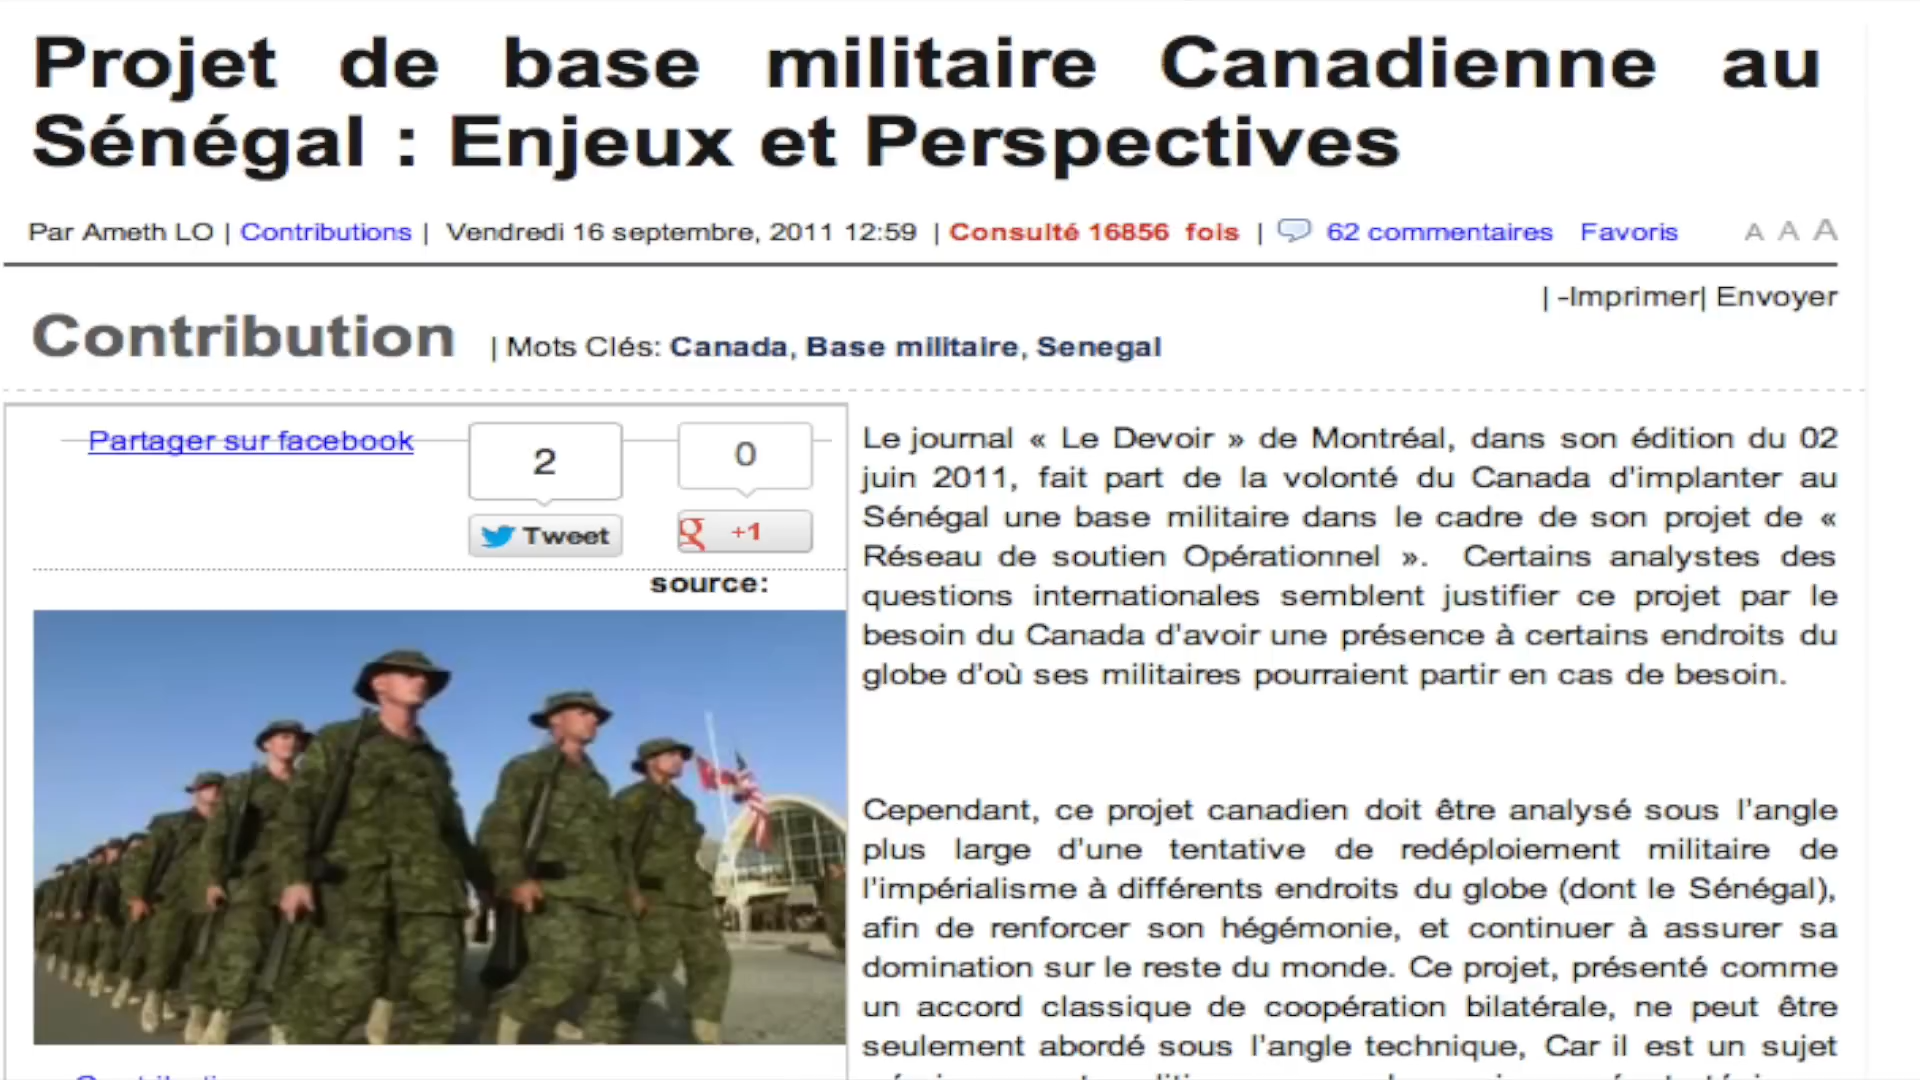 Projet de base militaire Canadienne au
Sénégal : Enjeux et Perspectives
Par Ameth LO | Contributions | Vendredi 16 septembre, 2011 12:59 | Consulté 16856 fois | 62 commentaires Favoris A A A
| -Imprimer| Envoyer
Contribution | Mots Clés: Canada, Base militaire, Senegal
Partager sur facebook
2
0
Tweet
+1
source:
Le journal « Le Devoir » de Montréal, dans son édition du 02
juin 2011, fait part de la volonté du Canada d'implanter au
Sénégal une base militaire dans le cadre de son projet de «
Réseau de soutien Opérationnel ». Certains analystes des
questions internationales semblent justifier ce projet par le
besoin du Canada d'avoir une présence à certains endroits du
globe d'où ses militaires pourraient partir en cas de besoin.
Cependant, ce projet canadien doit être analysé sous l'angle
plus large d'une tentative de redéploiement militaire de
l'impérialisme à différents endroits du globe (dont le Sénégal),
afin de renforcer son hégémonie, et continuer à assurer sa
domination sur le reste du monde. Ce projet, présenté comme
un accord classique de coopération bilatérale, ne peut être
seulement abordé sous l'angle technique, Car il est un sujet